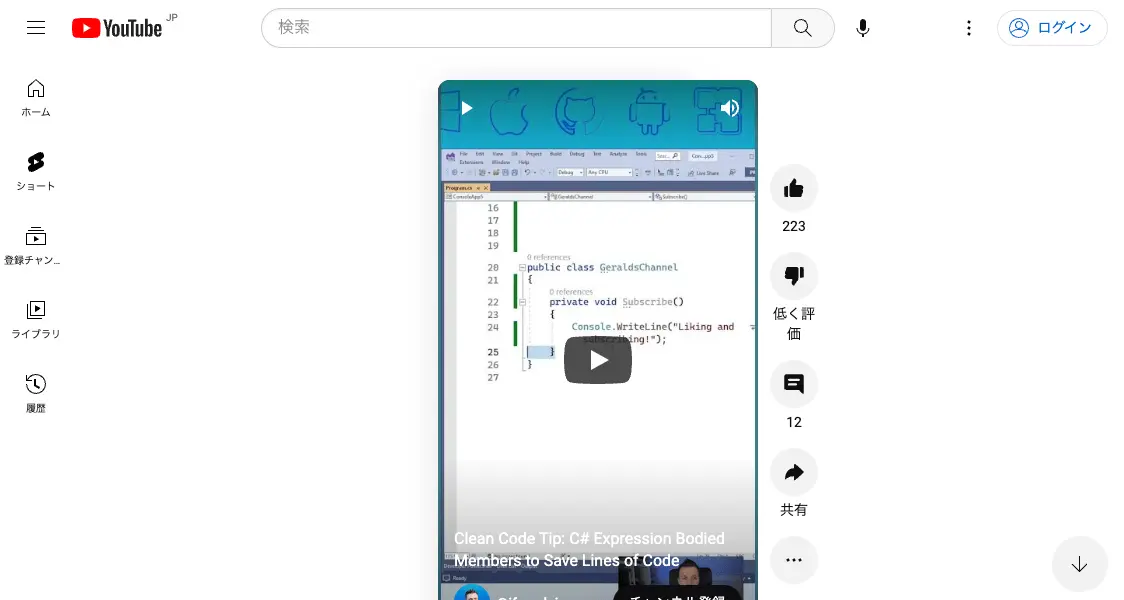 YouTube JP
検索
ログイン
ホーム
ショート
登録チャン...
ライブラリ
履歴
File Edit View Git Project Build Debug Test Analyze Tools
Extensions Window Help
Debug Any CPU
Live Share
Program.cs
ConsoleApp5 GeraldsChannel Subscribe()
16
17
18
19
0 references
20 public class GeraldsChannel
21 {
0 references
22 private void Subscribe()
23 {
24 Console.WriteLine("Liking and
subscribing!");
25 }
26 }
27
Clean Code Tip: C# Expression Bodied
Members to Save Lines of Code
Ready
チャンネル登録
223
低く評
価
12
共有